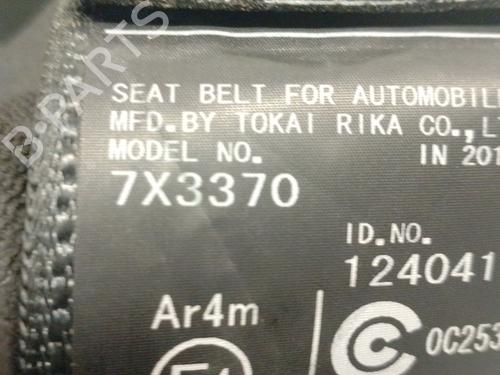 SEAT BELT FOR AUTOMOBIL
MFD.BY TOKAI RIKA CO.,
MODEL NO.
IN 201
7X3370
ID.NO.
124041
Ar4m
C 0C253
B-PARTS